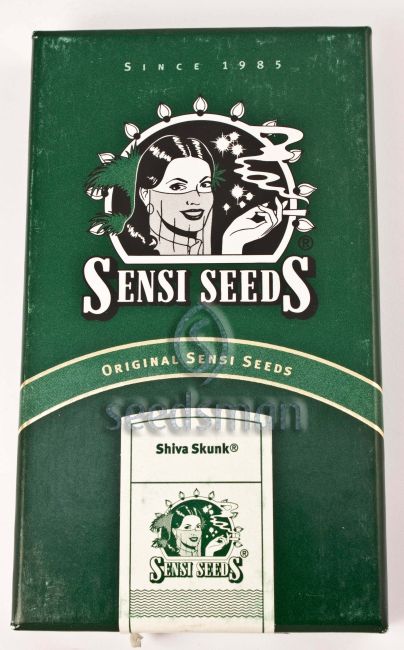 SINCE 1985
SENSI SEEDS
®
ORIGINAL SENSI SEEDS
seedsman
Shiva Skunk®
SENSI SEEDS
®